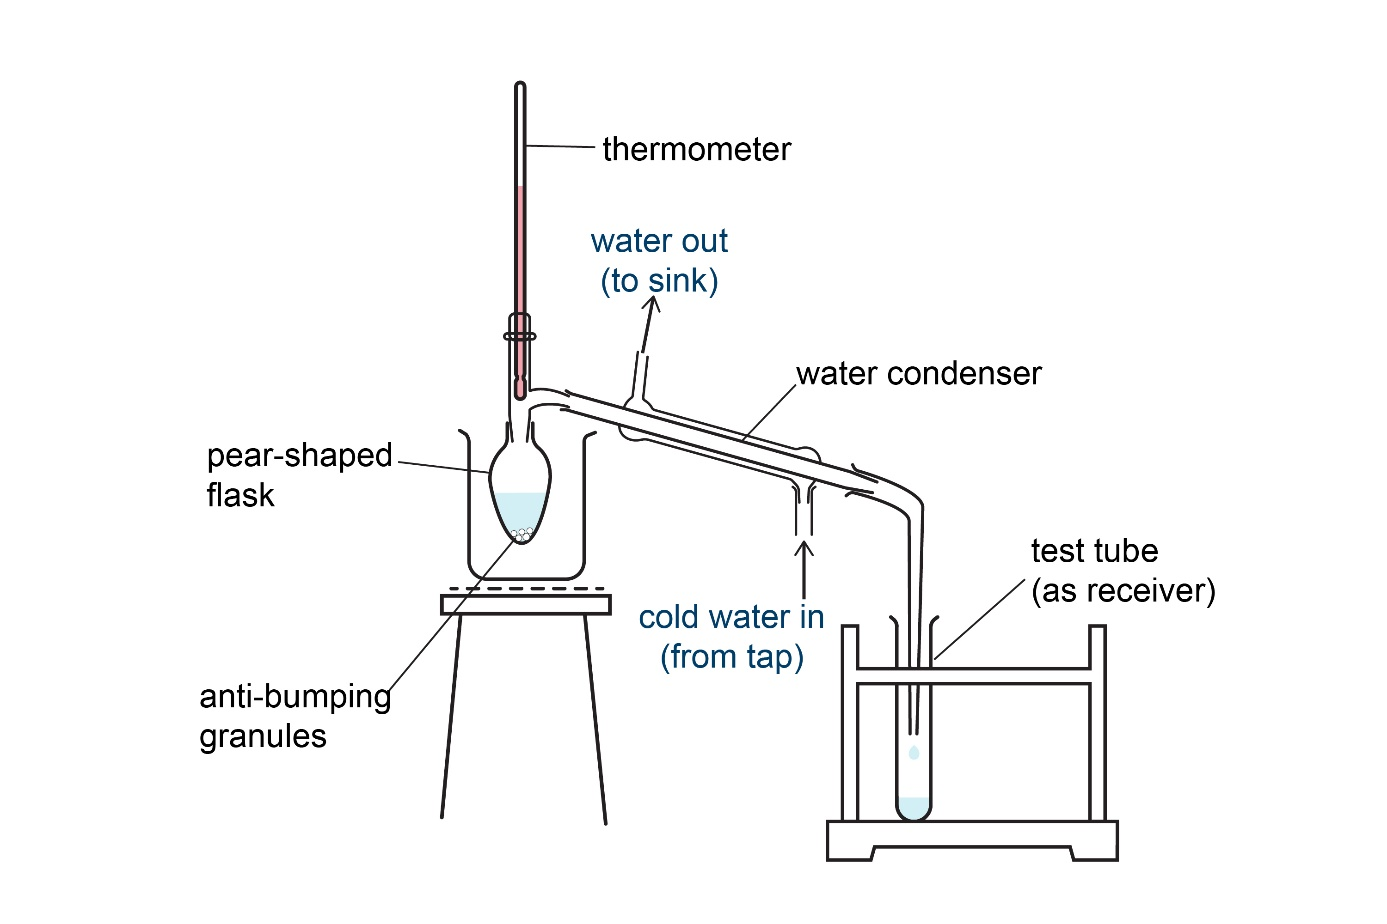 thermometer
water out
(to sink)
water condenser
pear-shaped
flask
test tube
(as receiver)
cold water in
(from tap)
anti-bumping
granules